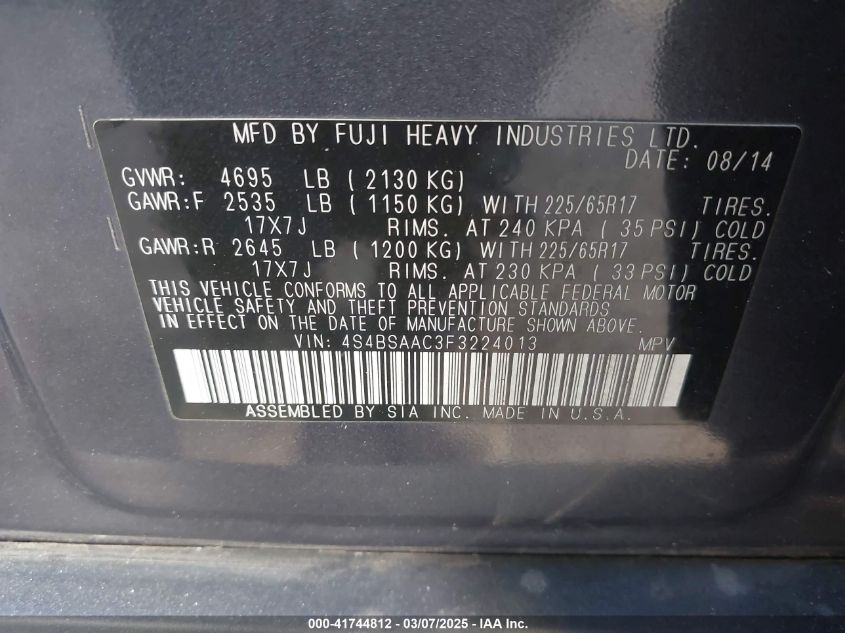 MFD BY FUJI HEAVY INDUSTRIES LTD.
DATE: 08/14
GVWR: 4695 LB ( 2130 KG)
GAWR:F 2535 LB ( 1150 KG) WITH 225/65R17 TIRES.
17X7J RIMS. AT 240 KPA ( 35 PSI) COLD
GAWR:R 2645 LB ( 1200 KG) WITH 225/65R17 TIRES.
17X7J RIMS. AT 230 KPA ( 33 PSI) COLD
THIS VEHICLE CONFORMS TO ALL APPLICABLE FEDERAL MOTOR
VEHICLE SAFETY AND THEFT PREVENTION STANDARDS
IN EFFECT ON THE DATE OF MANUFACTURE SHOWN ABOVE.
VIN: 4S4BSAAC3F3224013 MPV
ASSEMBLED BY SIA INC. MADE IN U.S.A.
000-41744812 - 03/07/2025 - IAA Inc.